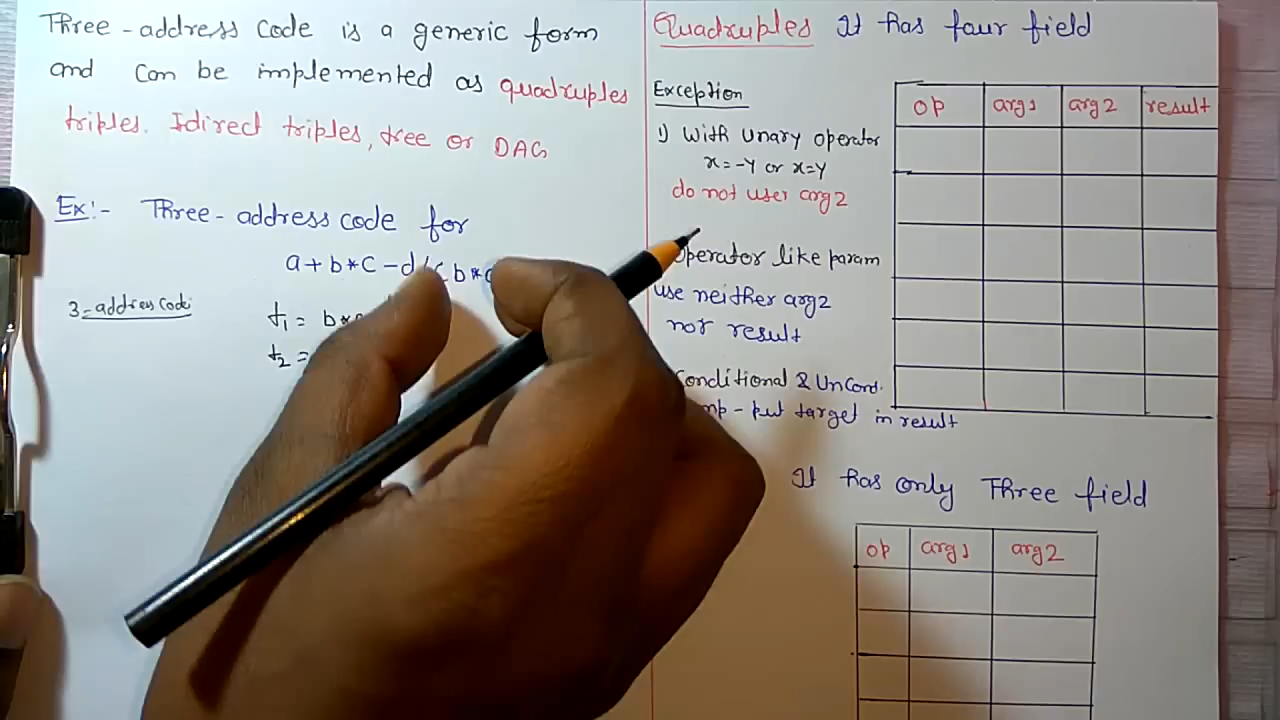 Three-address code is a generic form
and can be implemented as quadruples
triples. Idirect triples, tree or DAG
Ex:- Three-address code for
a + b * c - d / b * c
3-address code
t1 = b*
t2 =
Quadruples It has four field
Exception
1) With Unary operator
x = -y or x = y
do not user arg2
operator like param
use neither arg2
nor result
Conditional & UnCond.
- put target in result
op arg1 arg2 result
It has only Three field
op arg1 arg2